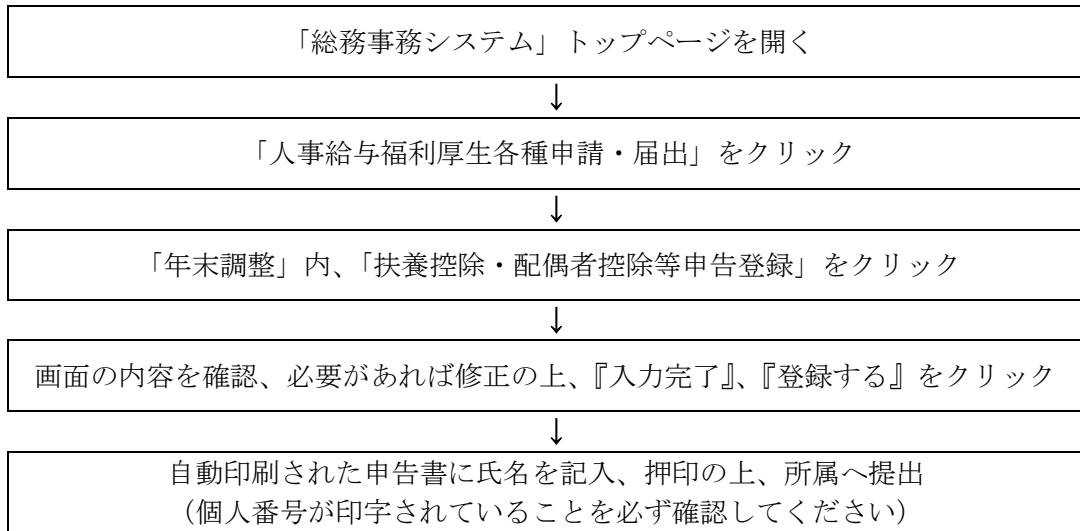 「総務事務システム」トップページを開く
↓
「人事給与福利厚生各種申請・届出」をクリック
↓
「年末調整」内、「扶養控除・配偶者控除等申告登録」をクリック
↓
画面の内容を確認、必要があれば修正の上、『入力完了』、『登録する』をクリック
↓
自動印刷された申告書に氏名を記入、押印の上、所属へ提出
（個人番号が印字されていることを必ず確認してください）